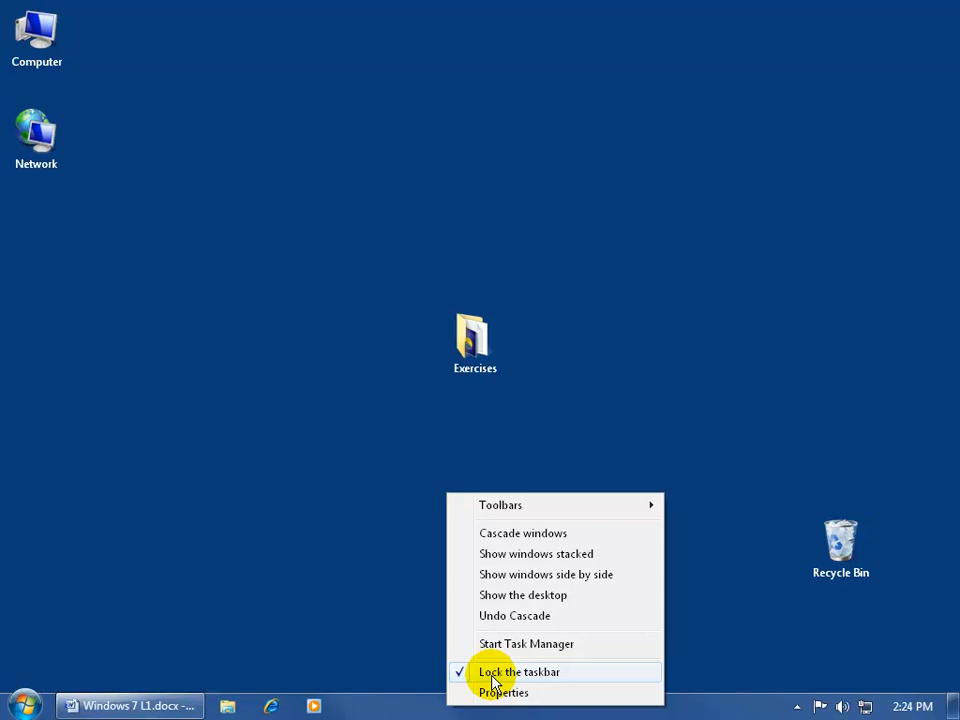 Computer
Network
Exercises
Recycle Bin
Toolbars
Cascade windows
Show windows stacked
Show windows side by side
Show the desktop
Undo Cascade
Start Task Manager
Lock the taskbar
Properties
Windows 7 L1.docx -...
2:24 PM